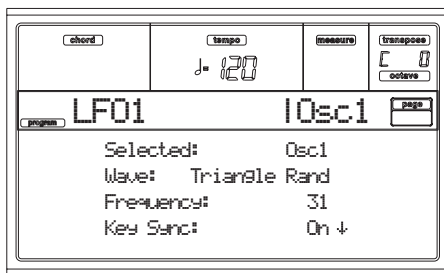 chord
tempo
measure
transpose
♩= 120
C 0
octave
program
LFO1
|Osc1
page
Selected: Osc1
Wave: Triangle Rand
Frequency: 31
Key Sync: On ↓